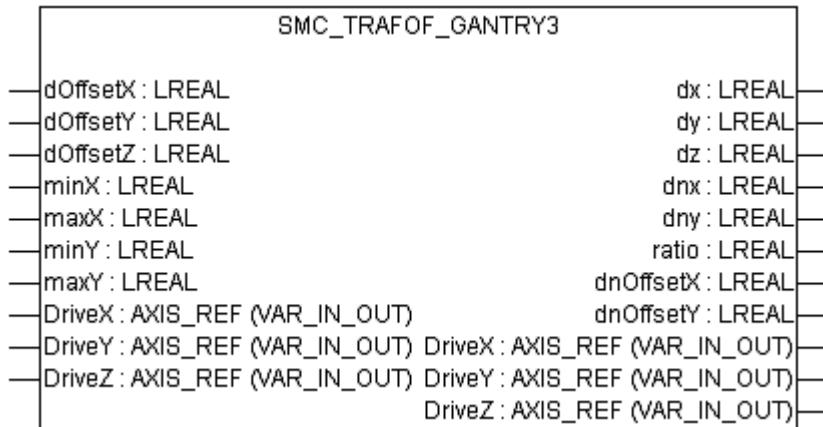 SMC_TRAFOF_GANTRY3
dOffsetX : LREAL dx : LREAL
dOffsetY : LREAL dy : LREAL
dOffsetZ : LREAL dz : LREAL
minX : LREAL dnx : LREAL
maxX : LREAL dny : LREAL
minY : LREAL ratio : LREAL
maxY : LREAL dnOffsetX : LREAL
DriveX : AXIS_REF (VAR_IN_OUT) dnOffsetY : LREAL
DriveY : AXIS_REF (VAR_IN_OUT) DriveX : AXIS_REF (VAR_IN_OUT)
DriveZ : AXIS_REF (VAR_IN_OUT) DriveY : AXIS_REF (VAR_IN_OUT)
DriveZ : AXIS_REF (VAR_IN_OUT)